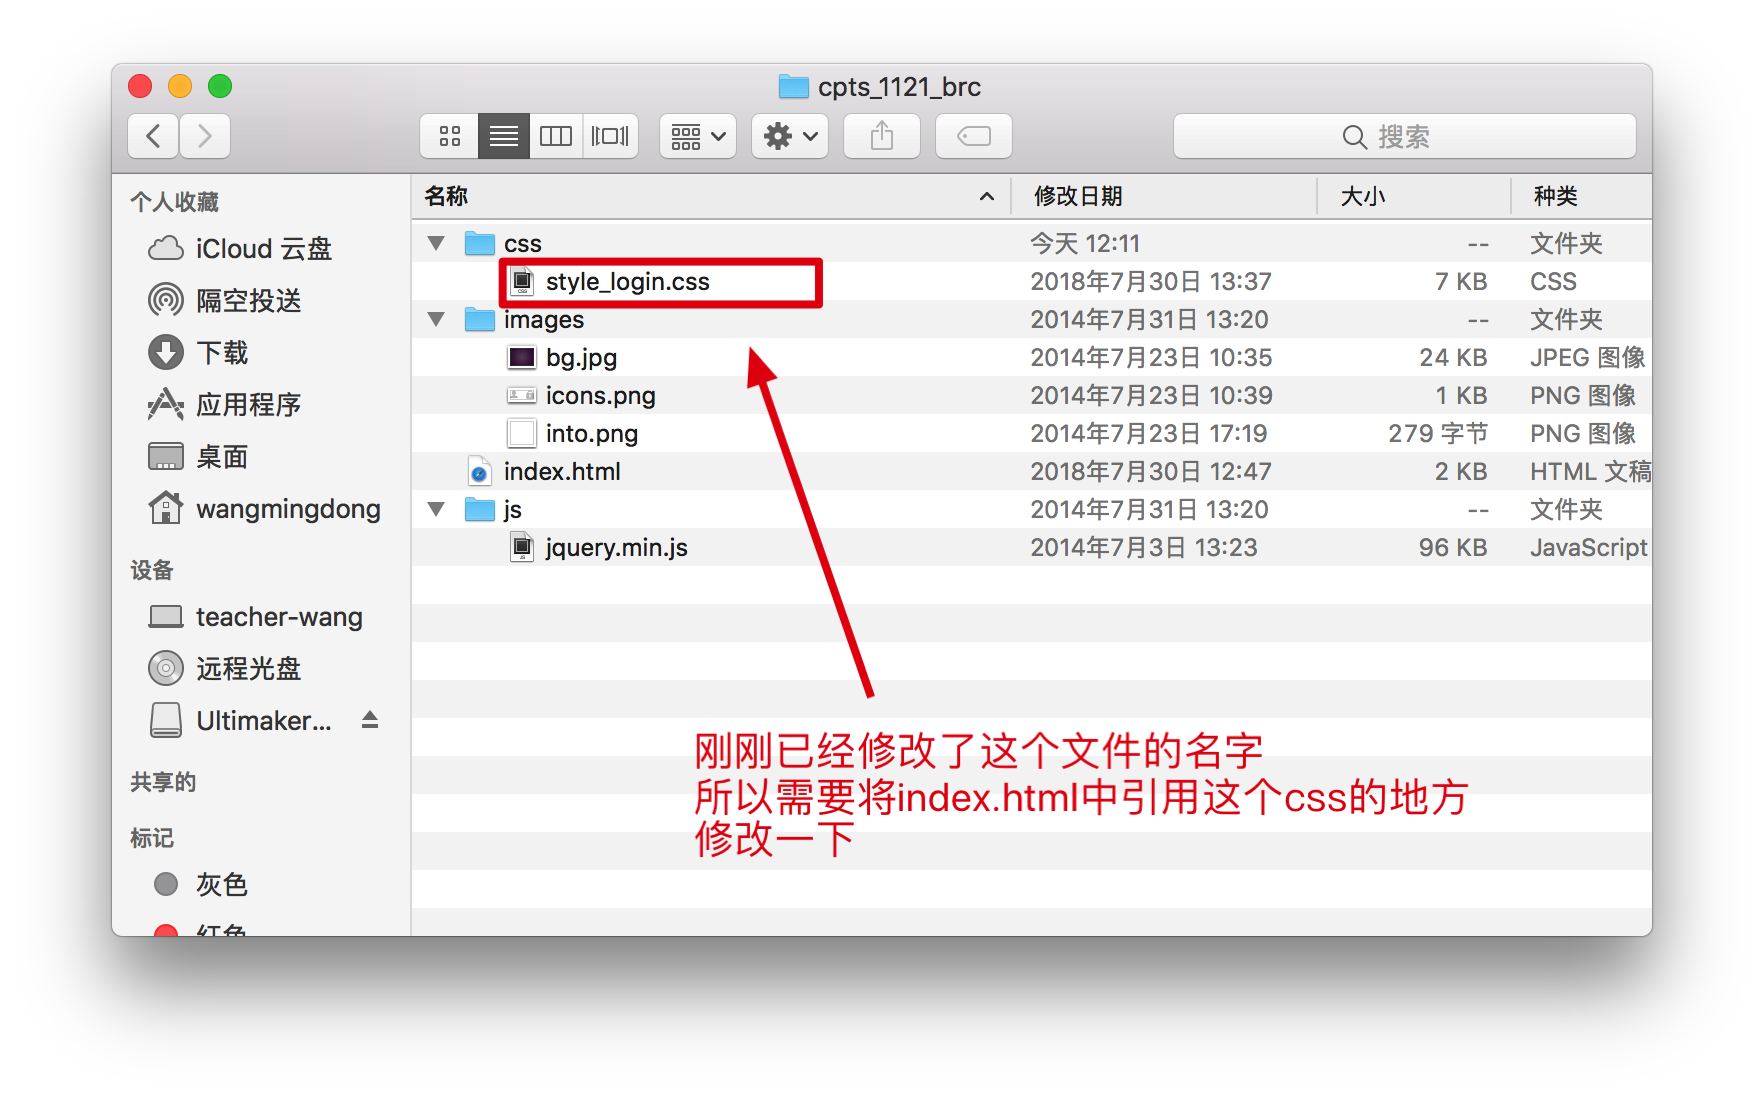 cpts_1121_brc
搜索
个人收藏
iCloud 云盘
隔空投送
下载
应用程序
桌面
wangmingdong
设备
teacher-wang
远程光盘
Ultimaker...
共享的
标记
灰色
红色
名称 修改日期 大小 种类
css 今天 12:11 -- 文件夹
style_login.css 2018年7月30日 13:37 7 KB CSS
images 2014年7月31日 13:20 -- 文件夹
bg.jpg 2014年7月23日 10:35 24 KB JPEG 图像
icons.png 2014年7月23日 10:39 1 KB PNG 图像
into.png 2014年7月23日 17:19 279 字节 PNG 图像
index.html 2018年7月30日 12:47 2 KB HTML 文稿
js 2014年7月31日 13:20 -- 文件夹
jquery.min.js 2014年7月3日 13:23 96 KB JavaScript
刚刚已经修改了这个文件的名字
所以需要将index.html中引用这个css的地方
修改一下